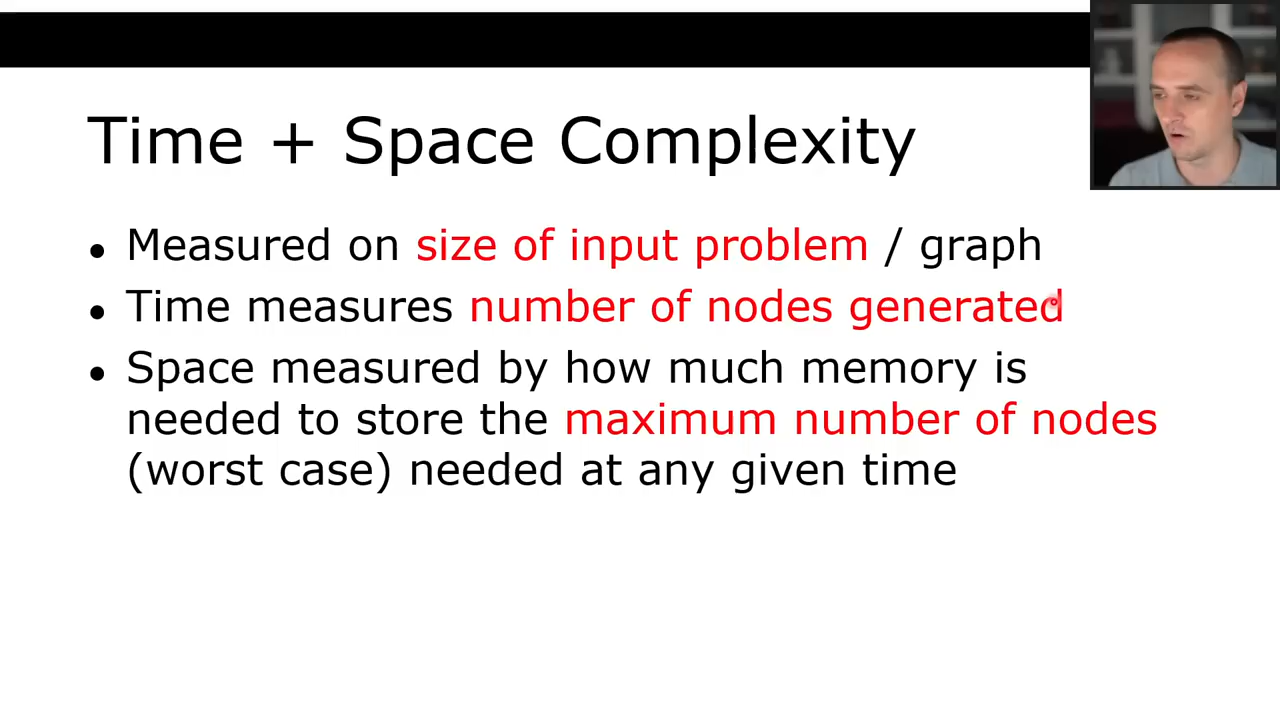 Time + Space Complexity
• Measured on size of input problem / graph
• Time measures number of nodes generated
• Space measured by how much memory is
needed to store the maximum number of nodes
(worst case) needed at any given time